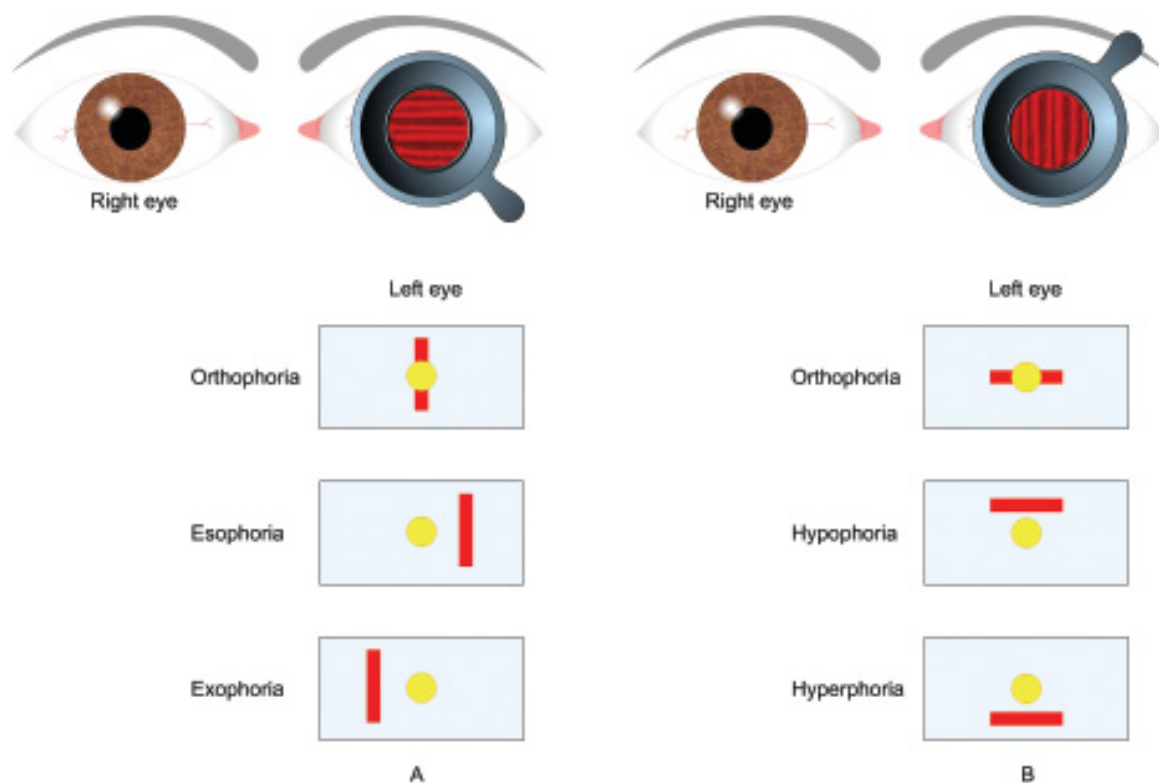 Right eye
Right eye
Left eye
Left eye
Orthophoria
Orthophoria
Esophoria
Hypophoria
Exophoria
Hyperphoria
A
B